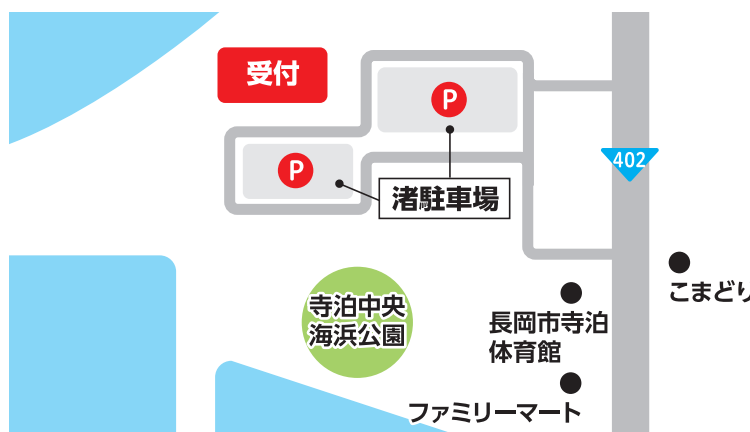 受付
P
P
402
渚駐車場
寺泊中央
海浜公園
こまどり
長岡市寺泊
体育館
ファミリーマート